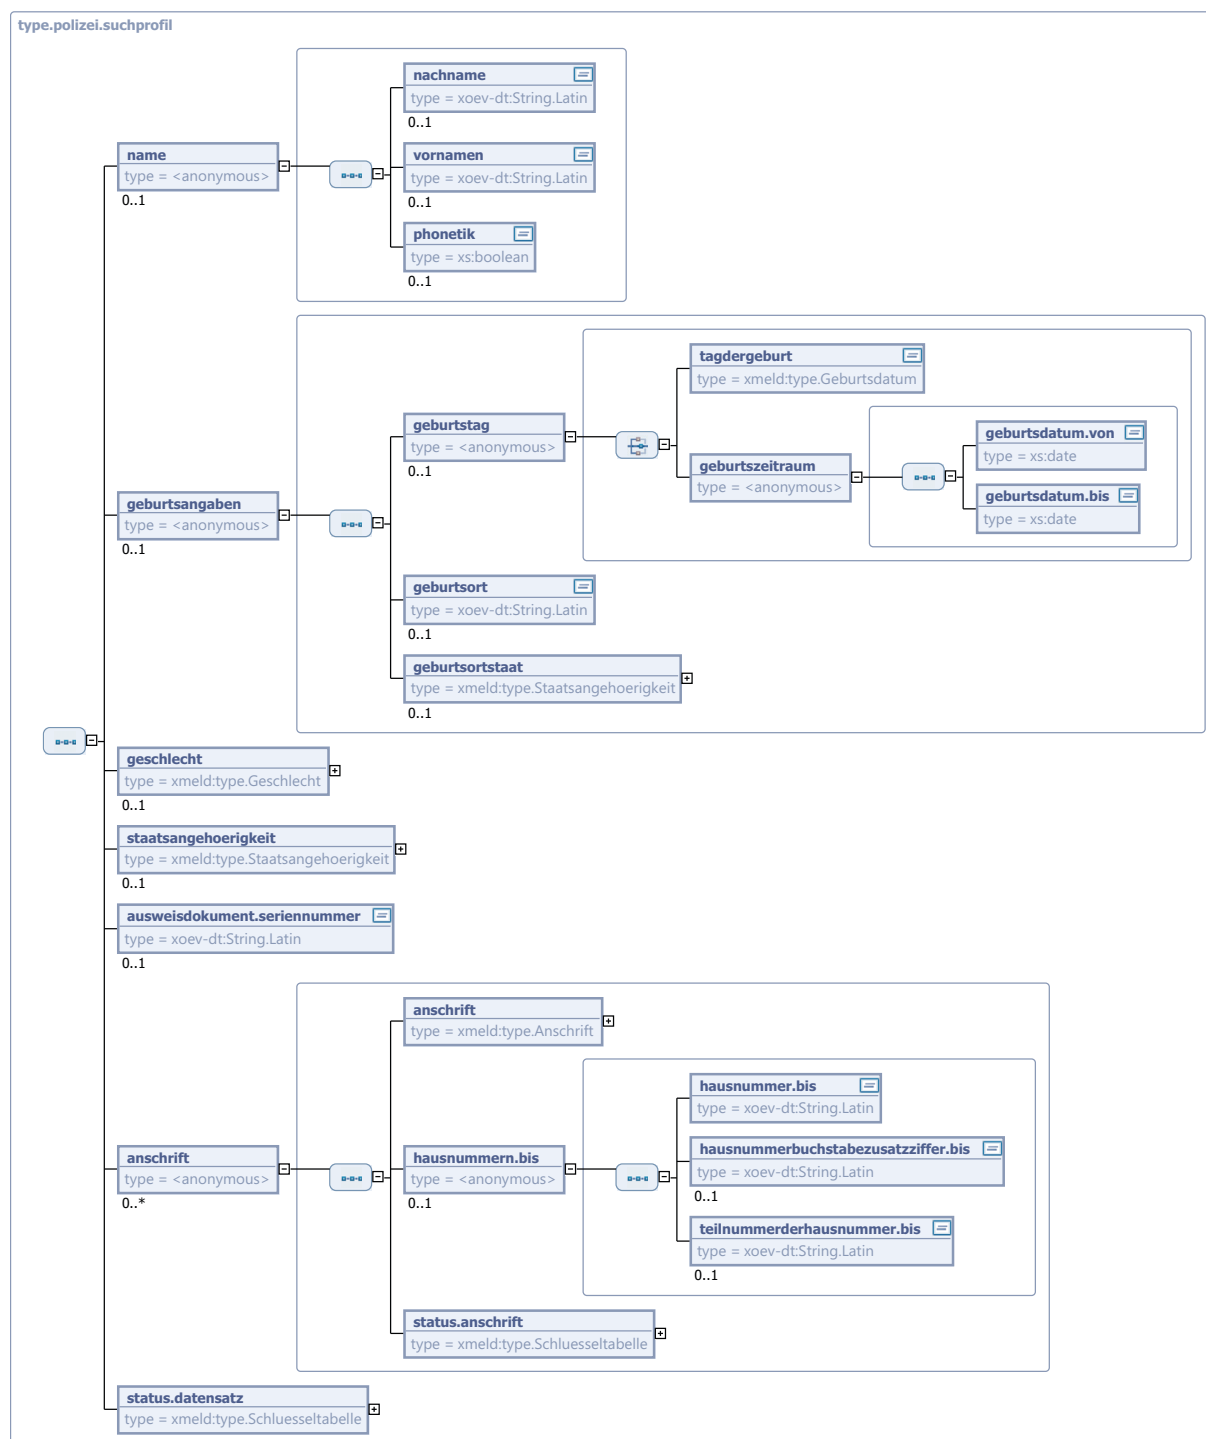 type.polizei.suchprofil
nachname
type = xoev-dt:String.Latin
0..1
name
type = <anonymous>
0..1
vornamen
type = xoev-dt:String.Latin
0..1
phonetik
type = xs:boolean
0..1
tagdergeburt
type = xmeld:type.Geburtsdatum
geburtstag
type = <anonymous>
0..1
geburtsdatum.von
type = xs:date
geburtszeitraum
type = <anonymous>
geburtsdatum.bis
type = xs:date
geburtsangaben
type = <anonymous>
0..1
geburtsort
type = xoev-dt:String.Latin
0..1
geburtsortstaat
type = xmeld:type.Staatsangehoerigkeit
0..1
geschlecht
type = xmeld:type.Geschlecht
0..1
staatsangehoerigkeit
type = xmeld:type.Staatsangehoerigkeit
0..1
ausweisdokument.seriennummer
type = xoev-dt:String.Latin
0..1
anschrift
type = xmeld:type.Anschrift
hausnummer.bis
type = xoev-dt:String.Latin
anschrift
type = <anonymous>
0..*
hausnummern.bis
type = <anonymous>
0..1
hausnummerbuchstabezusatzziffer.bis
type = xoev-dt:String.Latin
0..1
teilnummerderhausnummer.bis
type = xoev-dt:String.Latin
0..1
status.anschrift
type = xmeld:type.Schluesseltabelle
status.datensatz
type = xmeld:type.Schluesseltabelle